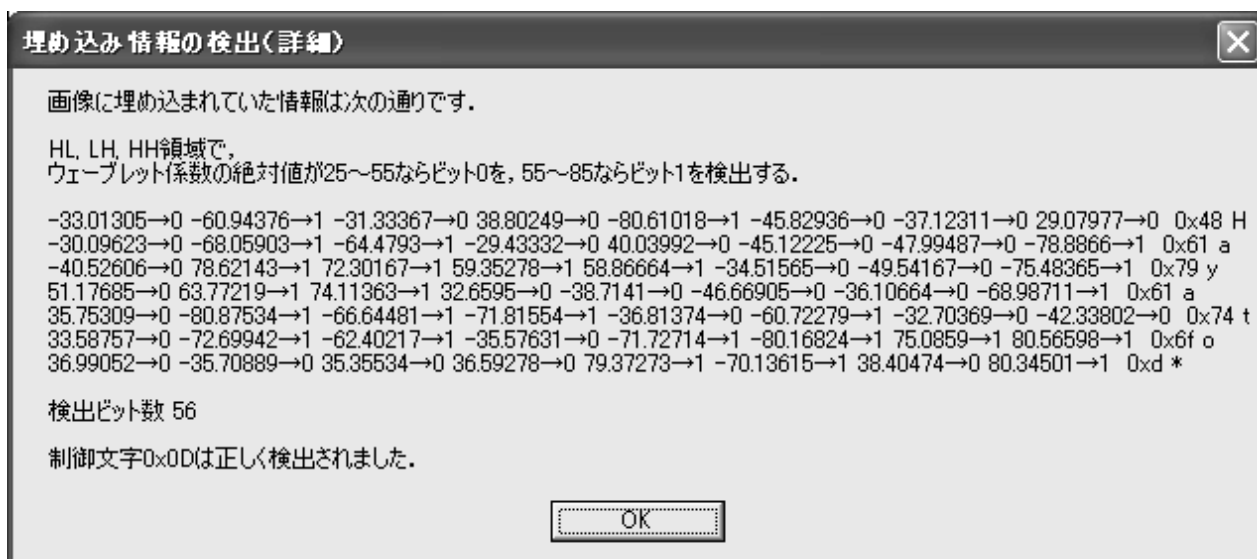 埋め込み情報の検出(詳細)
画像に埋め込まれていた情報は次の通りです.
HL, LH, HH領域で,
ウェーブレット係数の絶対値が25～55ならビット0を, 55～85ならビット1を検出する.
-33.01305→0 -60.94376→1 -31.33367→0 38.80249→0 -80.61018→1 -45.82936→0 -37.12311→0 29.07977→0 0x48 H
-30.09623→0 -68.05903→1 -64.4793→1 -29.43332→0 40.03992→0 -45.12225→0 -47.99487→0 -78.8866→1 0x61 a
-40.52606→0 78.62143→1 72.30167→1 59.35278→1 58.86664→1 -34.51565→0 -49.54167→0 -75.48365→1 0x79 y
51.17685→0 63.77219→1 74.11363→1 32.6595→0 -38.7141→0 -46.66905→0 -36.10664→0 -68.98711→1 0x61 a
35.75309→0 -80.87534→1 -66.64481→1 -71.81554→1 -36.81374→0 -60.72279→1 -32.70369→0 -42.33802→0 0x74 t
33.58757→0 -72.69942→1 -62.40217→1 -35.57631→0 -71.72714→1 -80.16824→1 75.0859→1 80.56598→1 0x6f o
36.99052→0 -35.70889→0 35.35534→0 36.59278→0 79.37273→1 -70.13615→1 38.40474→0 80.34501→1 0xd *
検出ビット数 56
制御文字0x0Dは正しく検出されました.
OK